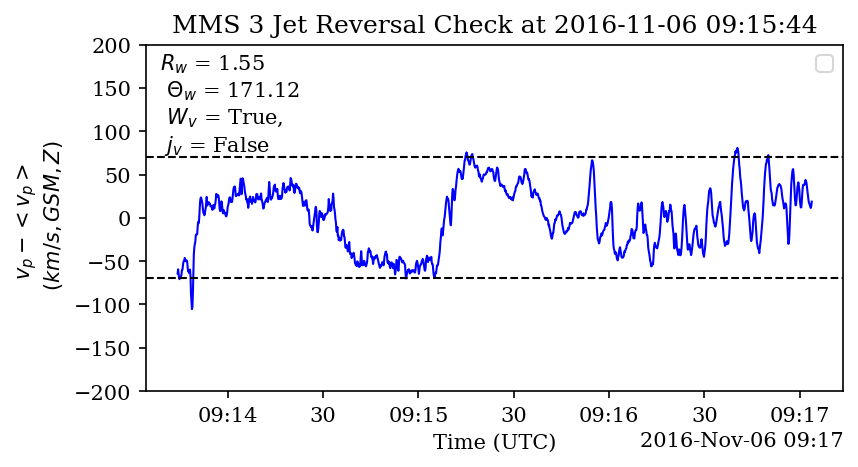 MMS 3 Jet Reversal Check at 2016-11-06 09:15:44
200
150
100
50
0
−50
−100
−150
−200
v_p − < v_p >
(km/s, GSM, Z)
R_w = 1.55
Θ_w = 171.12
W_v = True,
j_v = False
09:14 30 09:15 30 09:16 30 09:17
Time (UTC)
2016-Nov-06 09:17